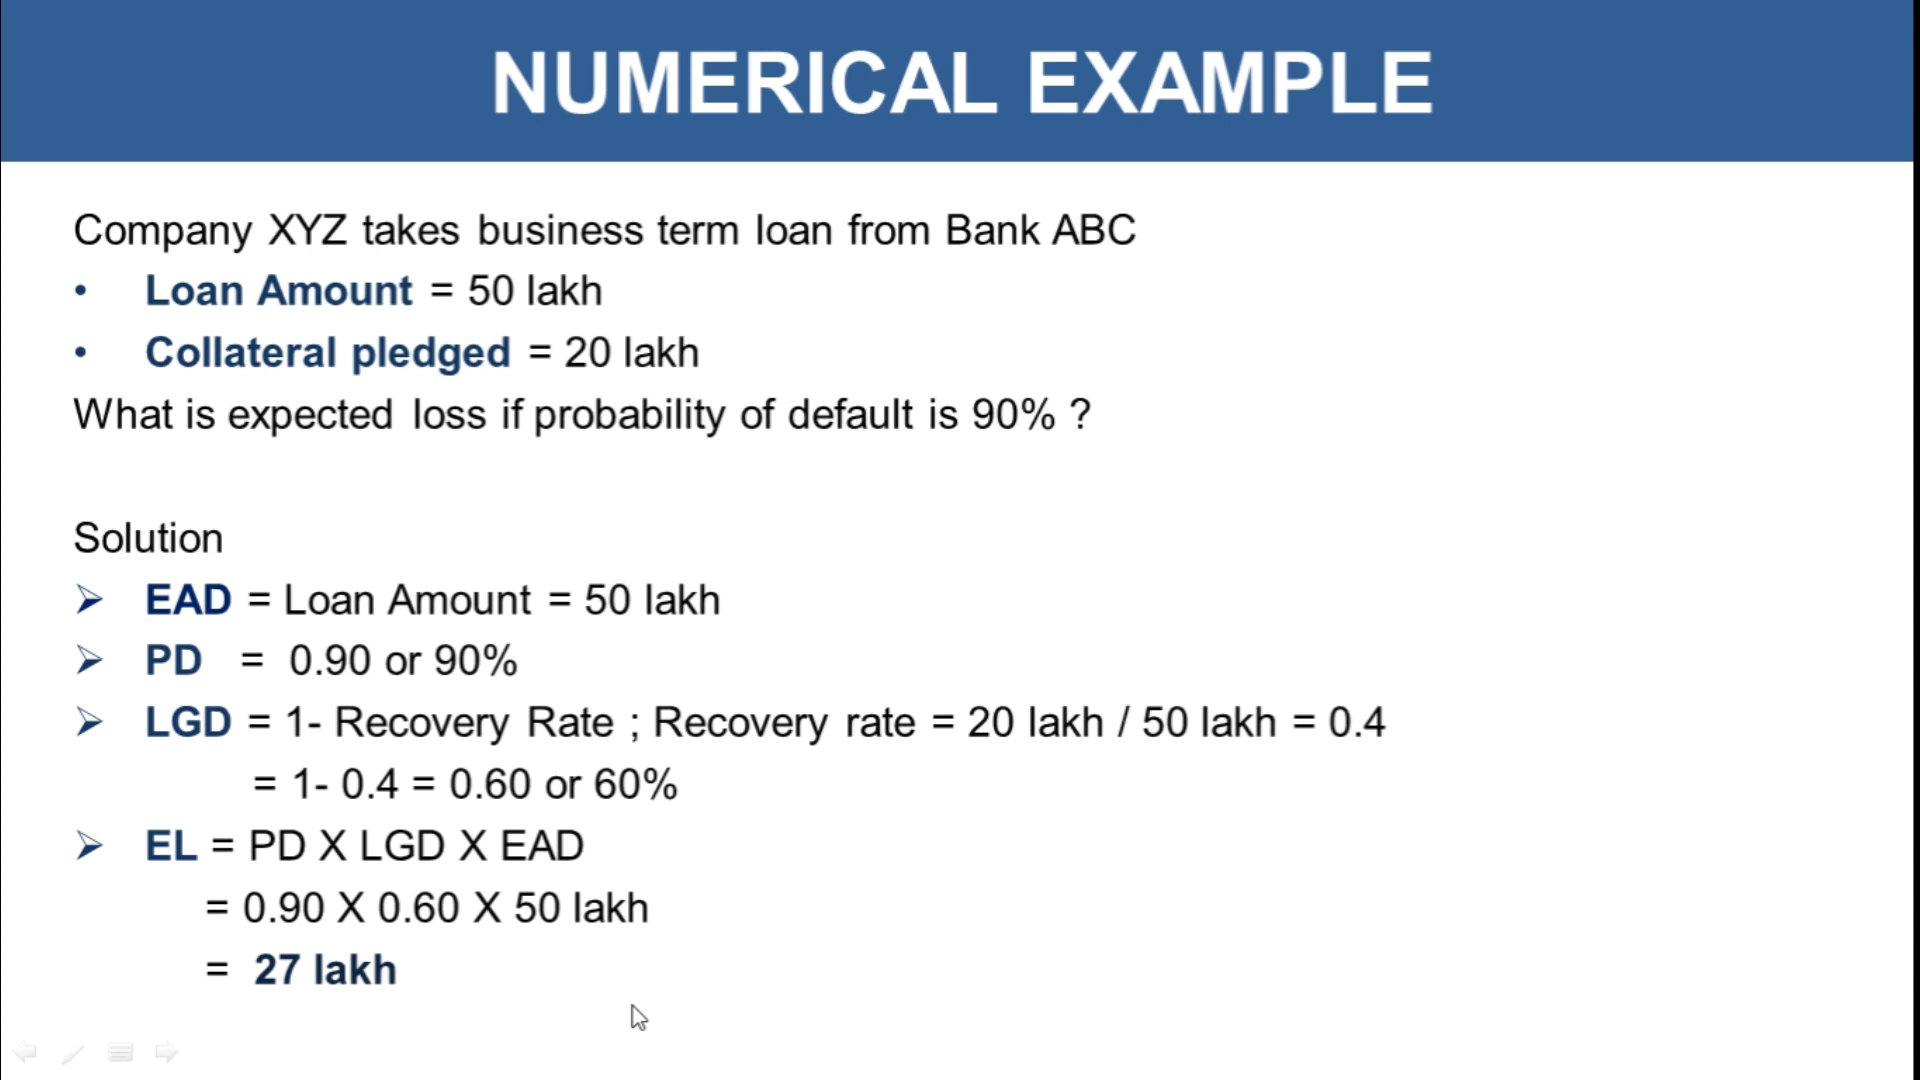 NUMERICAL EXAMPLE
Company XYZ takes business term loan from Bank ABC
• Loan Amount = 50 lakh
• Collateral pledged = 20 lakh
What is expected loss if probability of default is 90% ?
Solution
➢ EAD = Loan Amount = 50 lakh
➢ PD = 0.90 or 90%
➢ LGD = 1- Recovery Rate ; Recovery rate = 20 lakh / 50 lakh = 0.4
= 1- 0.4 = 0.60 or 60%
➢ EL = PD X LGD X EAD
= 0.90 X 0.60 X 50 lakh
= 27 lakh